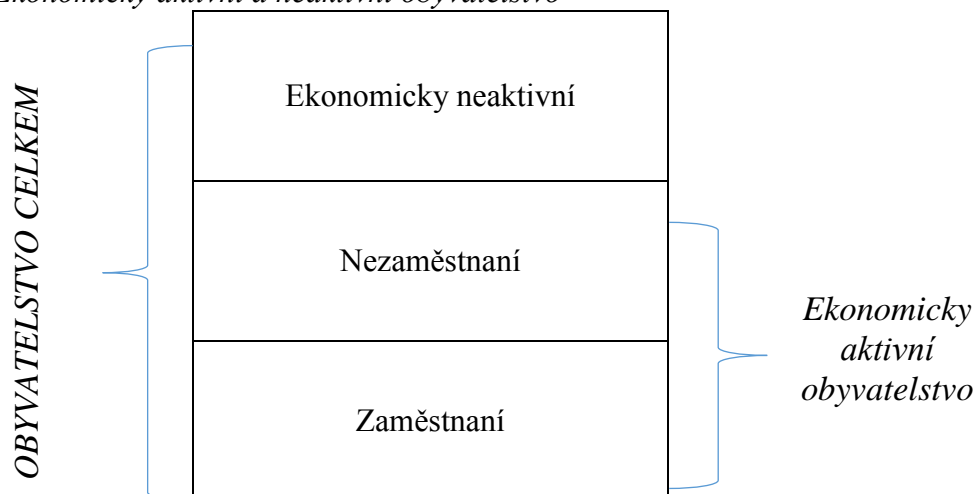 Ekonomicky aktivní a neaktivní obyvatelstvo
OBYVATELSTVO CELKEM
Ekonomicky neaktivní
Nezaměstnaní
Zaměstnaní
Ekonomicky
aktivní
obyvatelstvo